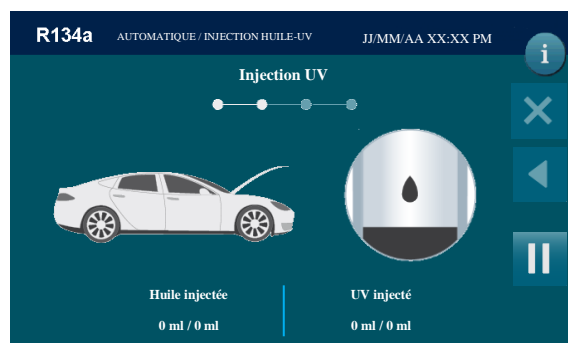 R134a AUTOMATIQUE / INJECTION HUILE-UV JJ/MM/AA XX:XX PM
i
Injection UV
Huile injectée UV injecté
0 ml / 0 ml 0 ml / 0 ml